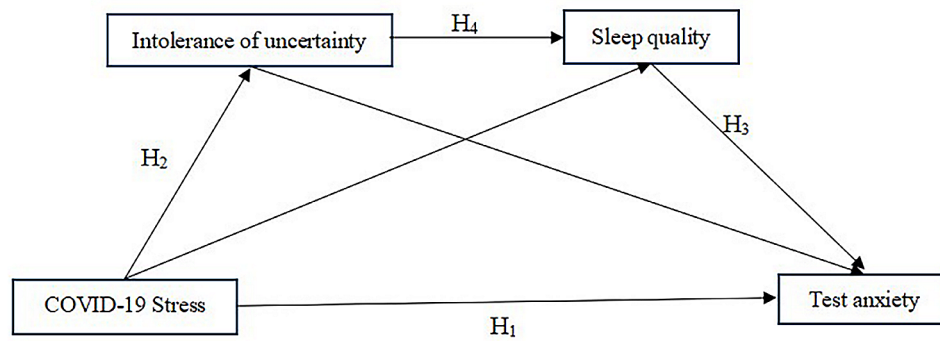 Intolerance of uncertainty
H₄
Sleep quality
H₃
H₂
COVID-19 Stress
H₁
Test anxiety